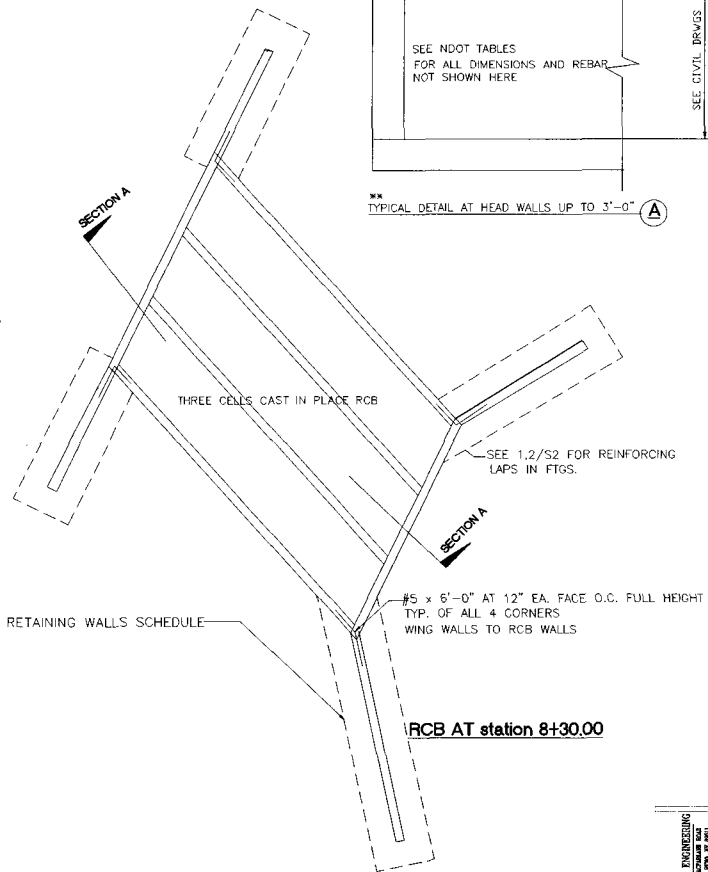 SEE NDOT TABLES
FOR ALL DIMENSIONS AND REBAR
NOT SHOWN HERE
SEE CIVIL DRWGS
**
TYPICAL DETAIL AT HEAD WALLS UP TO 3'-0" A
SECTION A
THREE CELLS CAST IN PLACE RCB
SEE 1,2/S2 FOR REINFORCING
LAPS IN FTGS.
SECTION A
#5 x 6'-0" AT 12" EA. FACE O.C. FULL HEIGHT
TYP. OF ALL 4 CORNERS
WING WALLS TO RCB WALLS
RETAINING WALLS SCHEDULE
RCB AT station 8+30.00
ENGINEERING